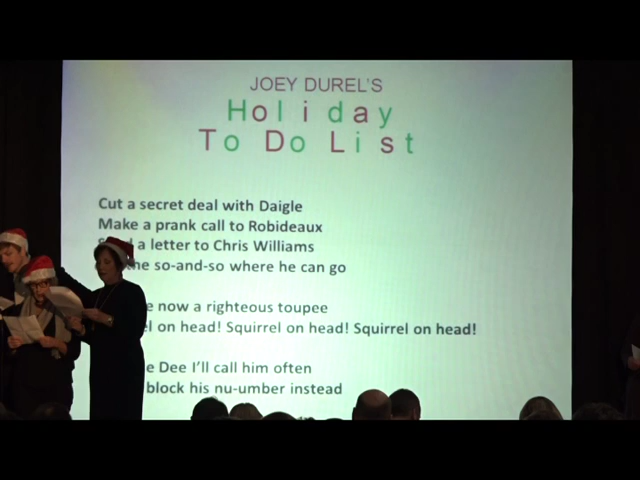 JOEY DUREL'S
Holiday
To Do List
Cut a secret deal with Daigle
Make a prank call to Robideaux
a letter to Chris Williams
so-and-so where he can go
now a righteous toupee
on head! Squirrel on head! Squirrel on head!
Dee I'll call him often
block his nu-umber instead